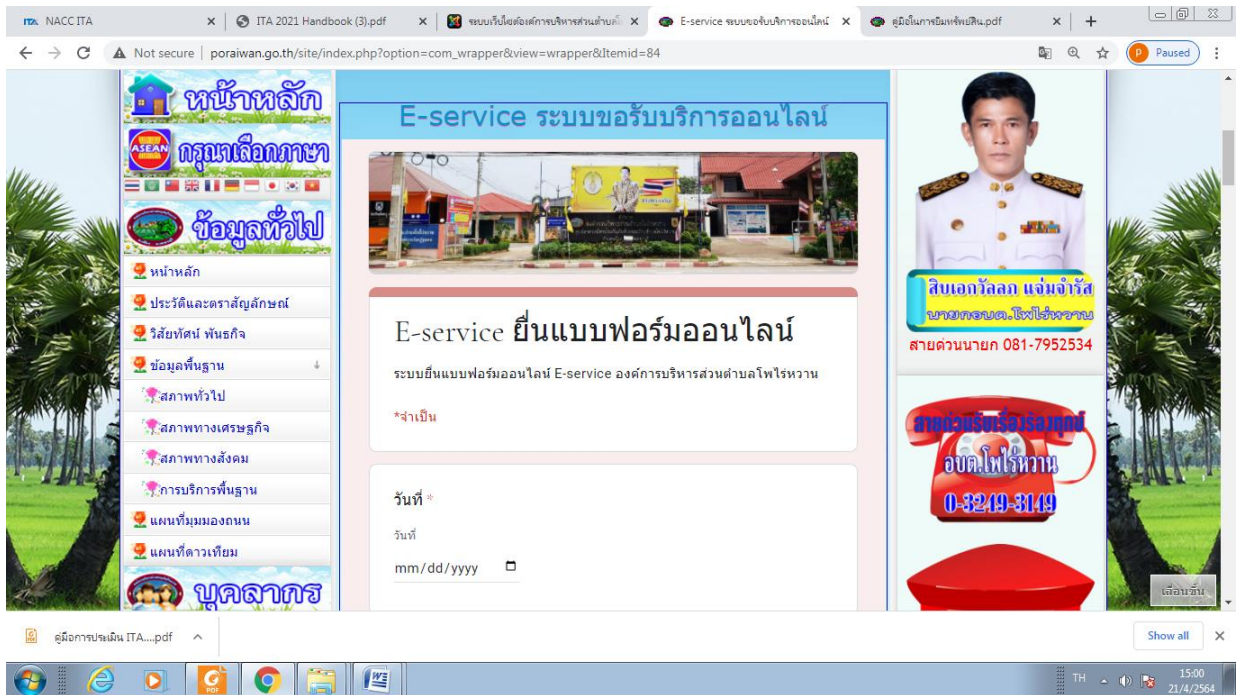 NACC ITA
ITA 2021 Handbook (3).pdf
ระบบเว็บไซต์องค์การบริหารส่วนตำบลโ
E-service ระบบขอรับบริการออนไลน์
คู่มือในการยืมทรัพย์สิน.pdf
Not secure
poraiwan.go.th/site/index.php?option=com_wrapper&view=wrapper&Itemid=84
P Paused
หน้าหลัก
ASEAN กรุณาเลือกภาษา
ข้อมูลทั่วไป
หน้าหลัก
ประวัติและตราสัญลักษณ์
วิสัยทัศน์ พันธกิจ
ข้อมูลพื้นฐาน
สภาพทั่วไป
สภาพทางเศรษฐกิจ
สภาพทางสังคม
การบริการพื้นฐาน
แผนที่มุมมองถนน
แผนที่ดาวเทียม
บุคลากร
E-service ระบบขอรับบริการออนไลน์
E-service ยื่นแบบฟอร์มออนไลน์
ระบบยื่นแบบฟอร์มออนไลน์ E-service องค์การบริหารส่วนตำบลโพไร่หวาน
*จำเป็น
วันที่ *
วันที่
mm/dd/yyyy
สิบเอกวัลลภ แจ่มจำรัส
นายกอบต.โพไร่หวาน
สายด่วนนายก 081-7952534
สายด่วนรับเรื่องร้องทุกข์
อบต.โพไร่หวาน
0-3249-3149
เลื่อนขึ้น
คู่มือการประเมิน ITA....pdf
Show all
TH
15:00
21/4/2564